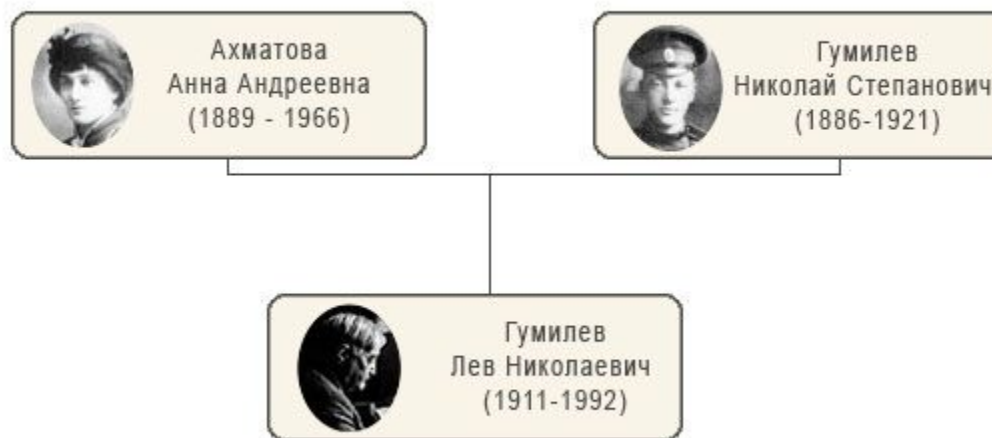 Ахматова
Анна Андреевна
(1889 - 1966)
Гумилев
Николай Степанович
(1886-1921)
Гумилев
Лев Николаевич
(1911-1992)